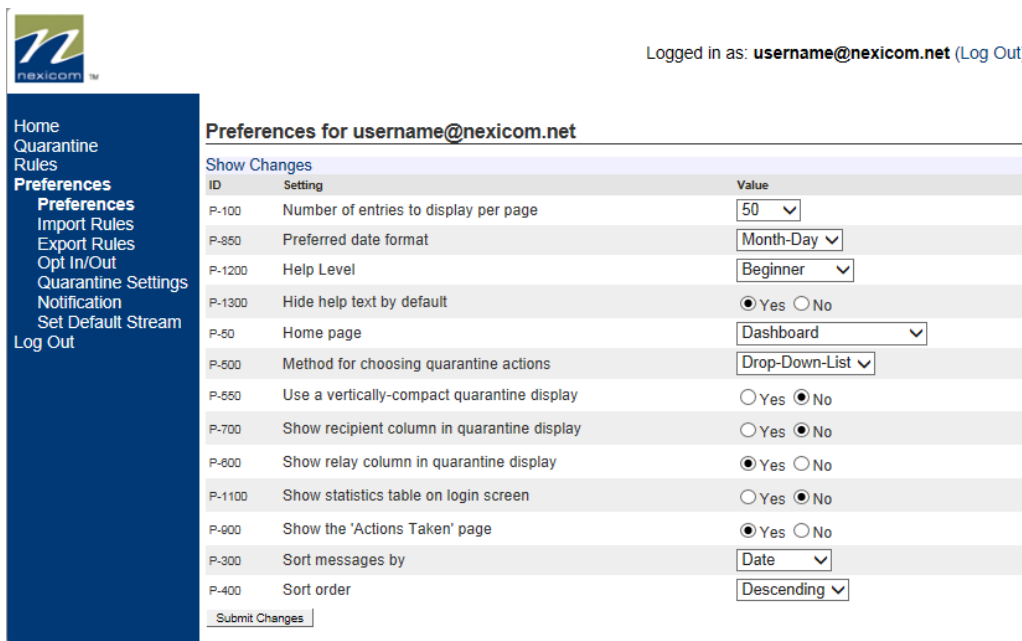 nexicom TM
Logged in as: username@nexicom.net (Log Out
Home
Quarantine
Rules
Preferences
Preferences
Import Rules
Export Rules
Opt In/Out
Quarantine Settings
Notification
Set Default Stream
Log Out
Preferences for username@nexicom.net
Show Changes
ID Setting Value
P-100 Number of entries to display per page 50
P-850 Preferred date format Month-Day
P-1200 Help Level Beginner
P-1300 Hide help text by default Yes No
P-50 Home page Dashboard
P-500 Method for choosing quarantine actions Drop-Down-List
P-550 Use a vertically-compact quarantine display Yes No
P-700 Show recipient column in quarantine display Yes No
P-600 Show relay column in quarantine display Yes No
P-1100 Show statistics table on login screen Yes No
P-900 Show the 'Actions Taken' page Yes No
P-300 Sort messages by Date
P-400 Sort order Descending
Submit Changes